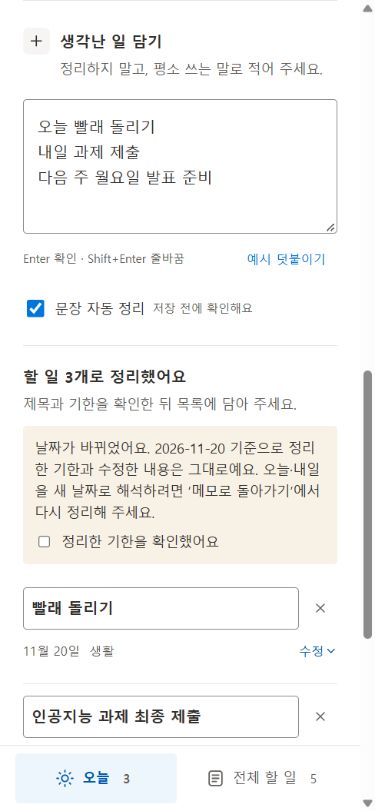 + 생각난 일 담기
정리하지 말고, 평소 쓰는 말로 적어 주세요.
오늘 빨래 돌리기
내일 과제 제출
다음 주 월요일 발표 준비
Enter 확인 · Shift+Enter 줄바꿈 예시 덧붙이기
문장 자동 정리 저장 전에 확인해요
할 일 3개로 정리했어요
제목과 기한을 확인한 뒤 목록에 담아 주세요.
날짜가 바뀌었어요. 2026-11-20 기준으로 정리
한 기한과 수정한 내용은 그대로예요. 오늘·내일
을 새 날짜로 해석하려면 '메모로 돌아가기'에서
다시 정리해 주세요.
정리한 기한을 확인했어요
빨래 돌리기 ×
11월 20일 생활 수정
인공지능 과제 최종 제출 ×
오늘 3 전체 할 일 5